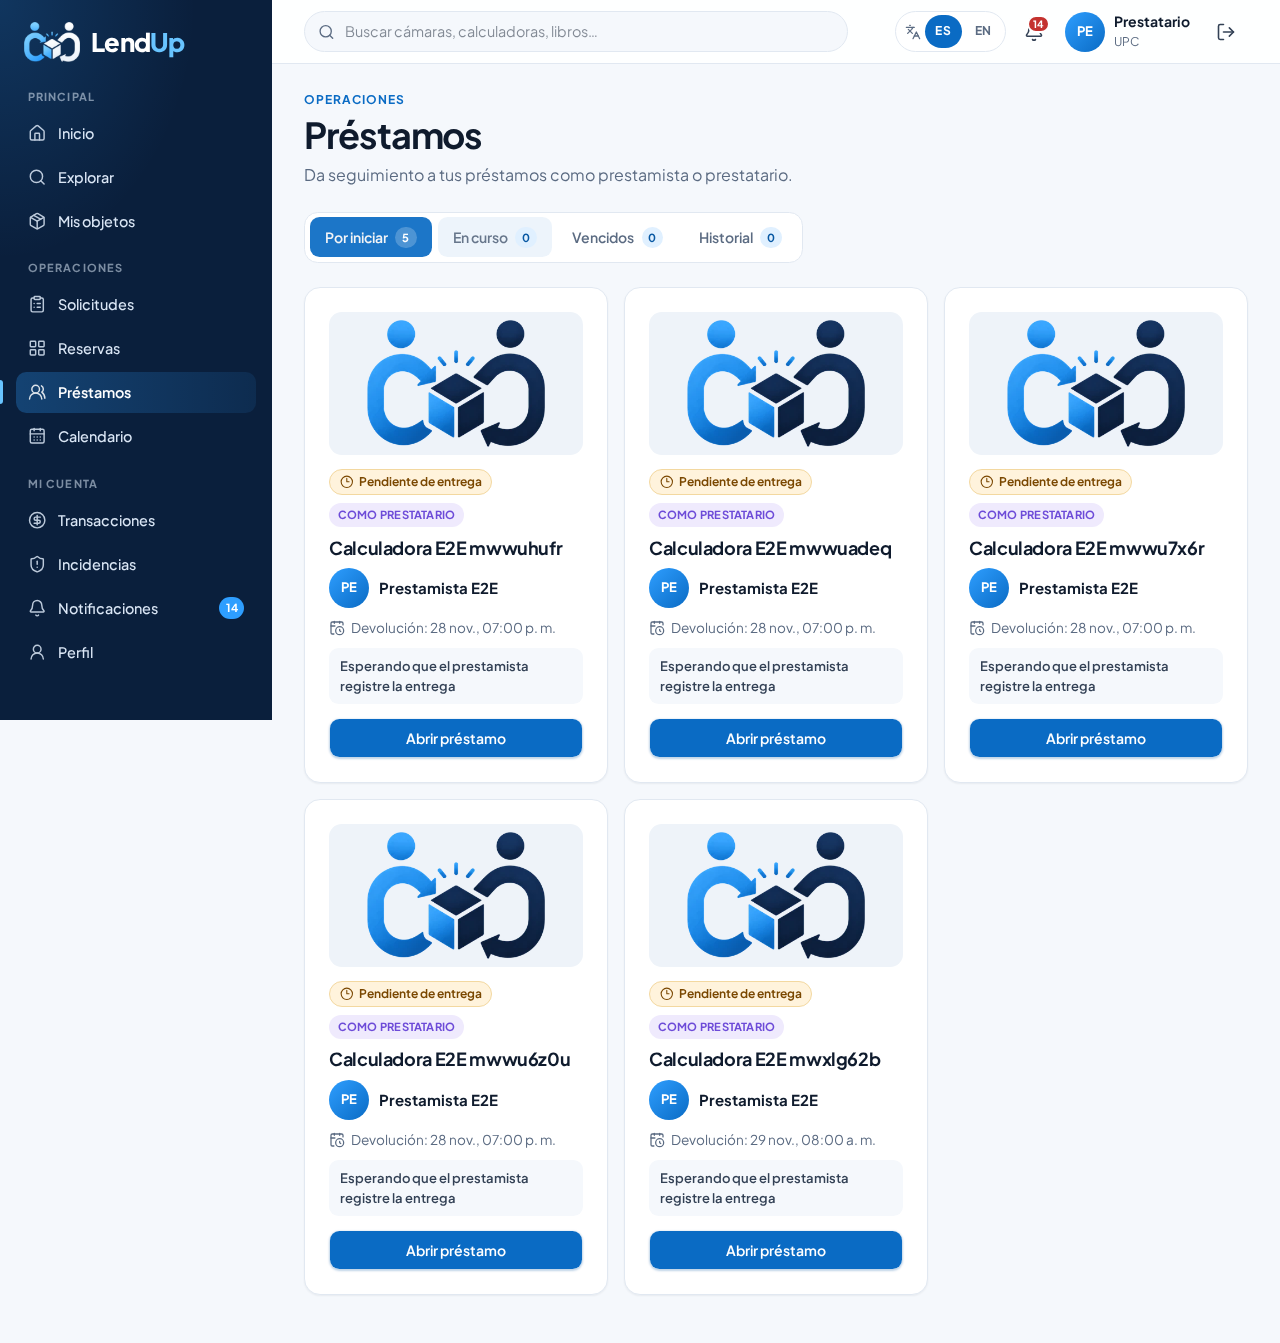 LendUp
PRINCIPAL
Inicio
Explorar
Mis objetos
OPERACIONES
Solicitudes
Reservas
Préstamos
Calendario
MI CUENTA
Transacciones
Incidencias
Notificaciones 14
Perfil
Buscar cámaras, calculadoras, libros...
ES EN
14
PE
Prestatario
UPC
OPERACIONES
Préstamos
Da seguimiento a tus préstamos como prestamista o prestatario.
Por iniciar 5 En curso 0 Vencidos 0 Historial 0
Pendiente de entrega
COMO PRESTATARIO
Calculadora E2E mwwuhufr
PE Prestamista E2E
Devolución: 28 nov., 07:00 p. m.
Esperando que el prestamista
registre la entrega
Abrir préstamo
Pendiente de entrega
COMO PRESTATARIO
Calculadora E2E mwwuadeq
PE Prestamista E2E
Devolución: 28 nov., 07:00 p. m.
Esperando que el prestamista
registre la entrega
Abrir préstamo
Pendiente de entrega
COMO PRESTATARIO
Calculadora E2E mwwu7x6r
PE Prestamista E2E
Devolución: 28 nov., 07:00 p. m.
Esperando que el prestamista
registre la entrega
Abrir préstamo
Pendiente de entrega
COMO PRESTATARIO
Calculadora E2E mwwu6z0u
PE Prestamista E2E
Devolución: 28 nov., 07:00 p. m.
Esperando que el prestamista
registre la entrega
Abrir préstamo
Pendiente de entrega
COMO PRESTATARIO
Calculadora E2E mwxlg62b
PE Prestamista E2E
Devolución: 29 nov., 08:00 a. m.
Esperando que el prestamista
registre la entrega
Abrir préstamo